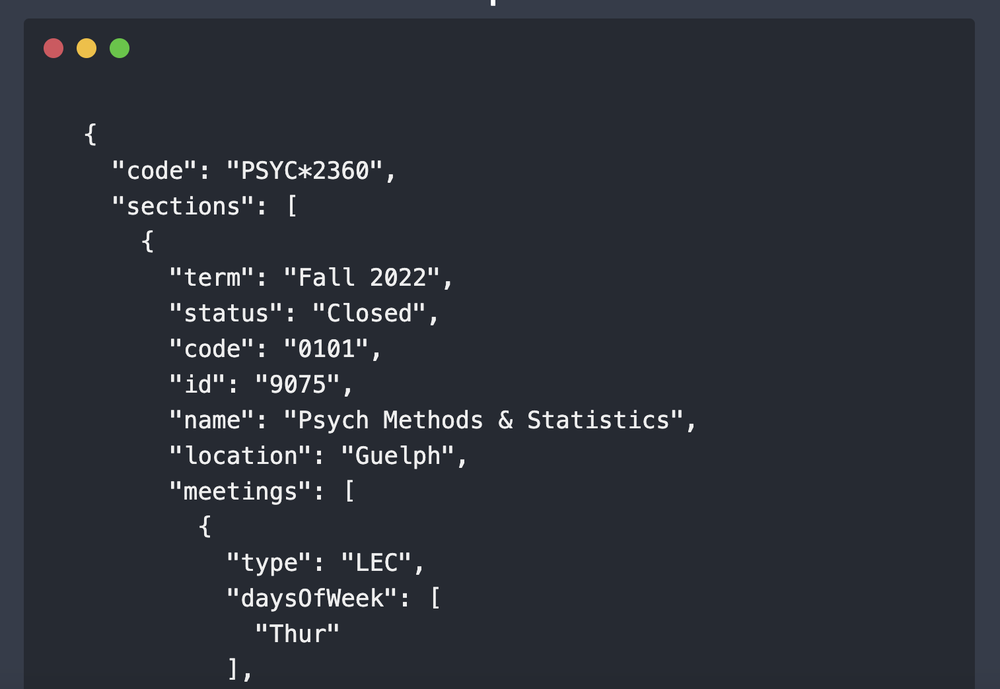 {
  "code": "PSYC*2360",
  "sections": [
    {
      "term": "Fall 2022",
      "status": "Closed",
      "code": "0101",
      "id": "9075",
      "name": "Psych Methods & Statistics",
      "location": "Guelph",
      "meetings": [
        {
          "type": "LEC",
          "daysOfWeek": [
            "Thur"
          ],